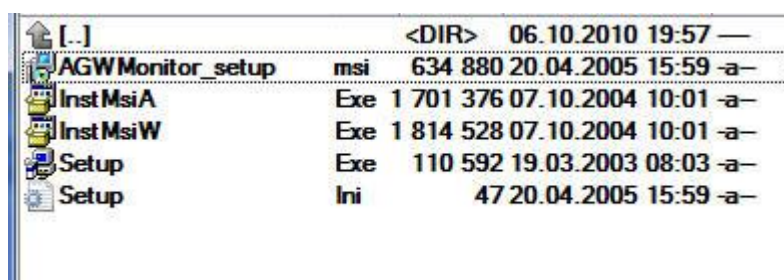 [..] <DIR> 06.10.2010 19:57 ----
AGWMonitor_setup msi 634 880 20.04.2005 15:59 -a--
InstMsiA Exe 1 701 376 07.10.2004 10:01 -a--
InstMsiW Exe 1 814 528 07.10.2004 10:01 -a--
Setup Exe 110 592 19.03.2003 08:03 -a--
Setup Ini 47 20.04.2005 15:59 -a--